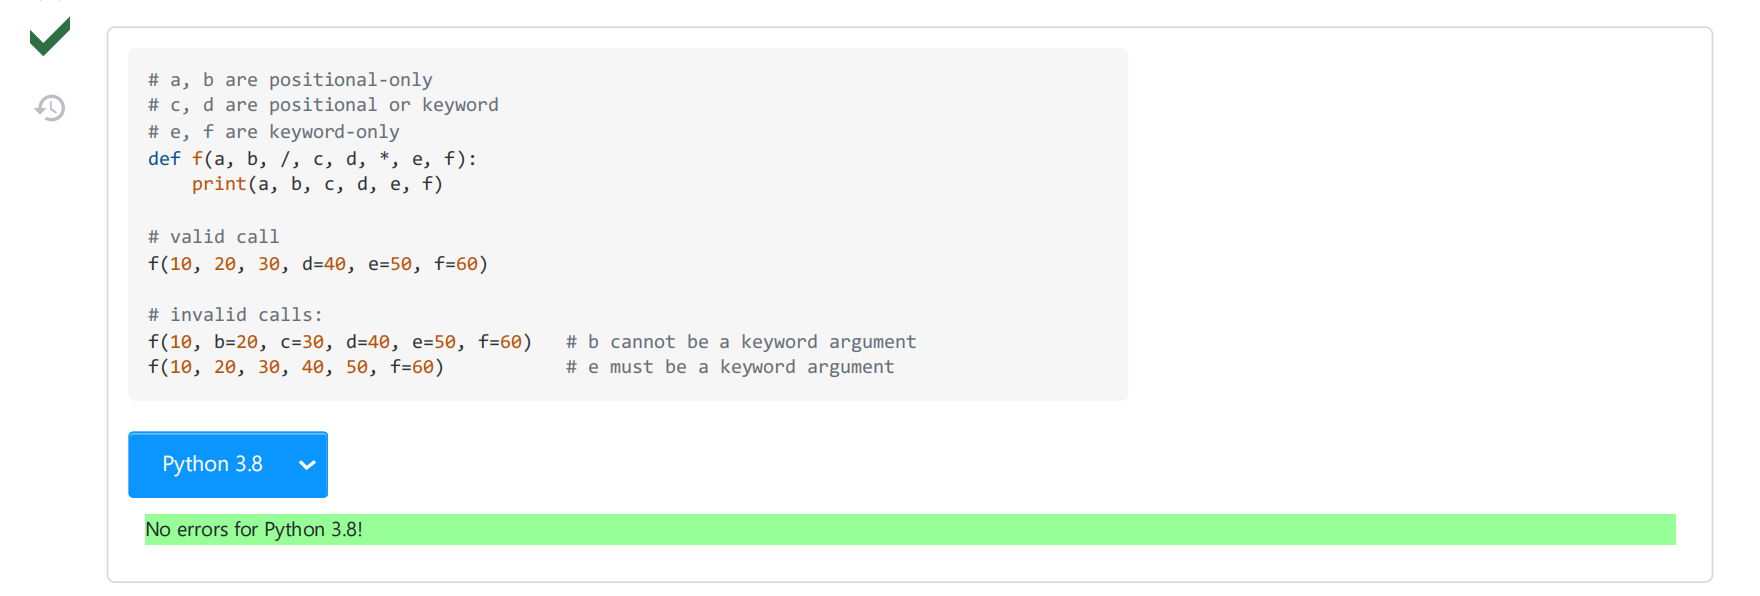 # a, b are positional-only
# c, d are positional or keyword
# e, f are keyword-only
def f(a, b, /, c, d, *, e, f):
    print(a, b, c, d, e, f)

# valid call
f(10, 20, 30, d=40, e=50, f=60)

# invalid calls:
f(10, b=20, c=30, d=40, e=50, f=60)   # b cannot be a keyword argument
f(10, 20, 30, 40, 50, f=60)           # e must be a keyword argument
Python 3.8
No errors for Python 3.8!